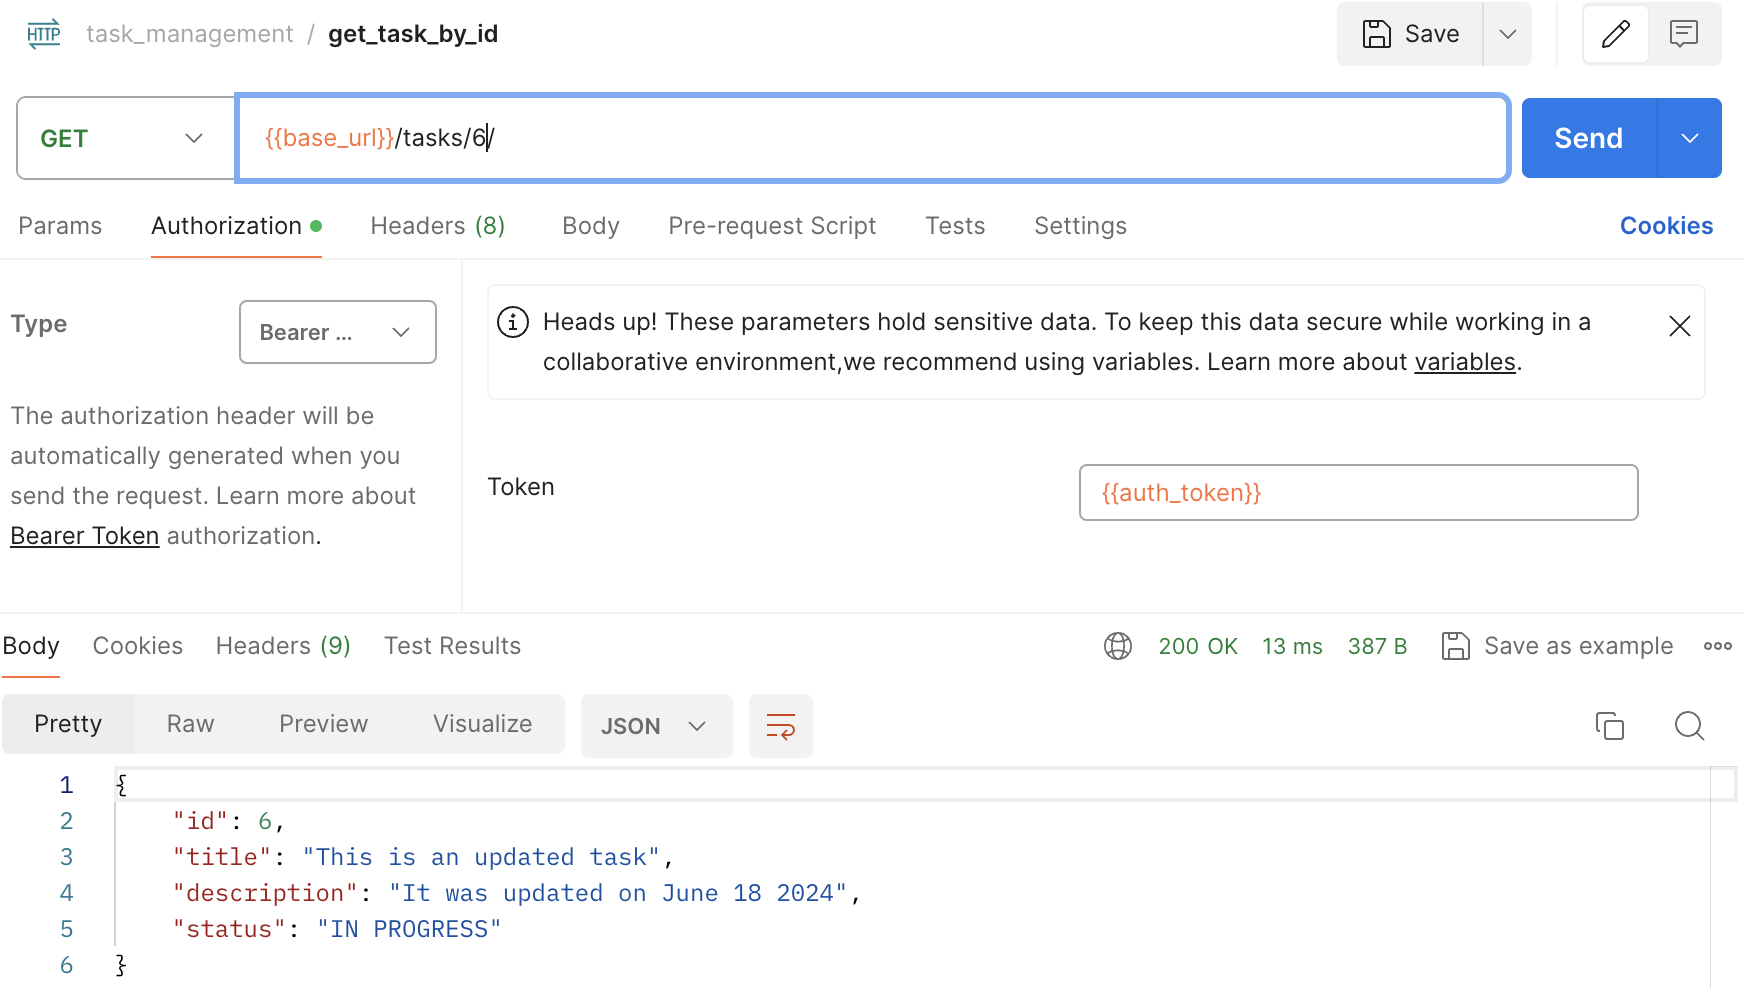 HTTP task_management / get_task_by_id Save
GET {{base_url}}/tasks/6/ Send
Params Authorization Headers (8) Body Pre-request Script Tests Settings Cookies
Type Bearer ...
The authorization header will be
automatically generated when you
send the request. Learn more about
Bearer Token authorization.
Heads up! These parameters hold sensitive data. To keep this data secure while working in a
collaborative environment,we recommend using variables. Learn more about variables.
Token {{auth_token}}
Body Cookies Headers (9) Test Results 200 OK 13 ms 387 B Save as example
Pretty Raw Preview Visualize JSON
1 {
2 "id": 6,
3 "title": "This is an updated task",
4 "description": "It was updated on June 18 2024",
5 "status": "IN PROGRESS"
6 }